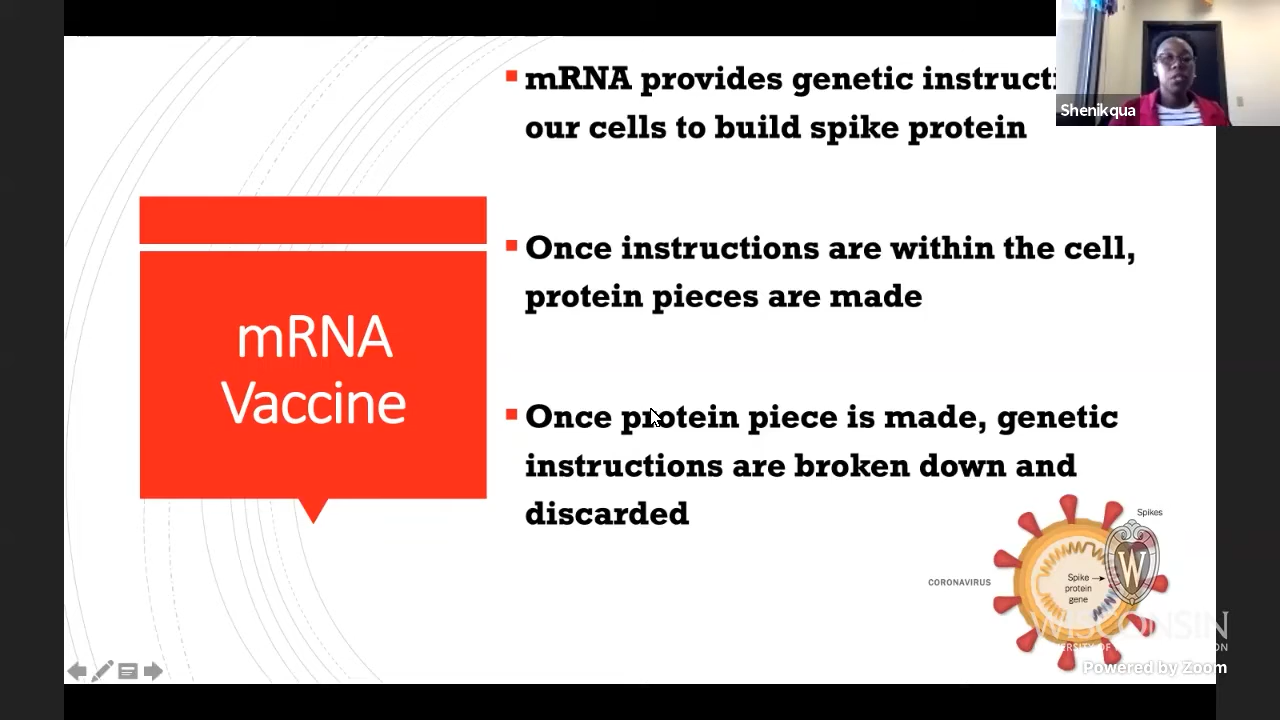 mRNA provides genetic
our cells to build spike protein
Once instructions are within the cell,
protein pieces are made
Once protein piece is made, genetic
instructions are broken down and
discarded
mRNA
Vaccine
Shenikqua
Spikes
CORONAVIRUS
Spike
protein
gene
W
WISCONSIN
Powered by Zoom